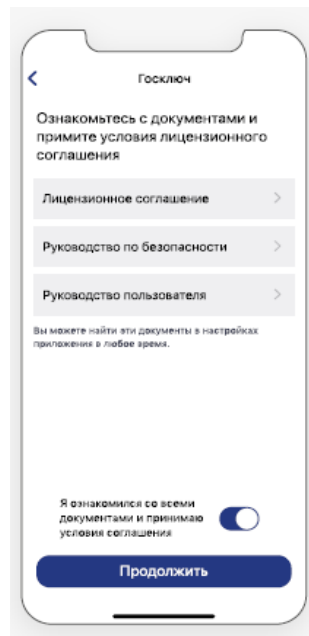 Госключ
Ознакомьтесь с документами и
примите условия лицензионного
соглашения
Лицензионное соглашение
Руководство по безопасности
Руководство пользователя
Вы можете найти эти документы в настройках
приложения в любое время.
Я ознакомился со всеми
документами и принимаю
условия соглашения
Продолжить